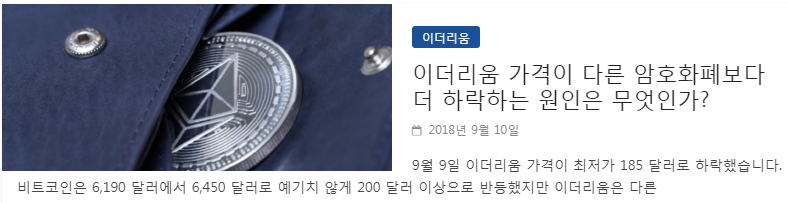 이더리움
이더리움 가격이 다른 암호화폐보다
더 하락하는 원인은 무엇인가?
2018년 9월 10일
9월 9일 이더리움 가격이 최저가 185 달러로 하락했습니다.
비트코인은 6,190 달러에서 6,450 달러로 예기치 않게 200 달러 이상으로 반등했지만 이더리움은 다른